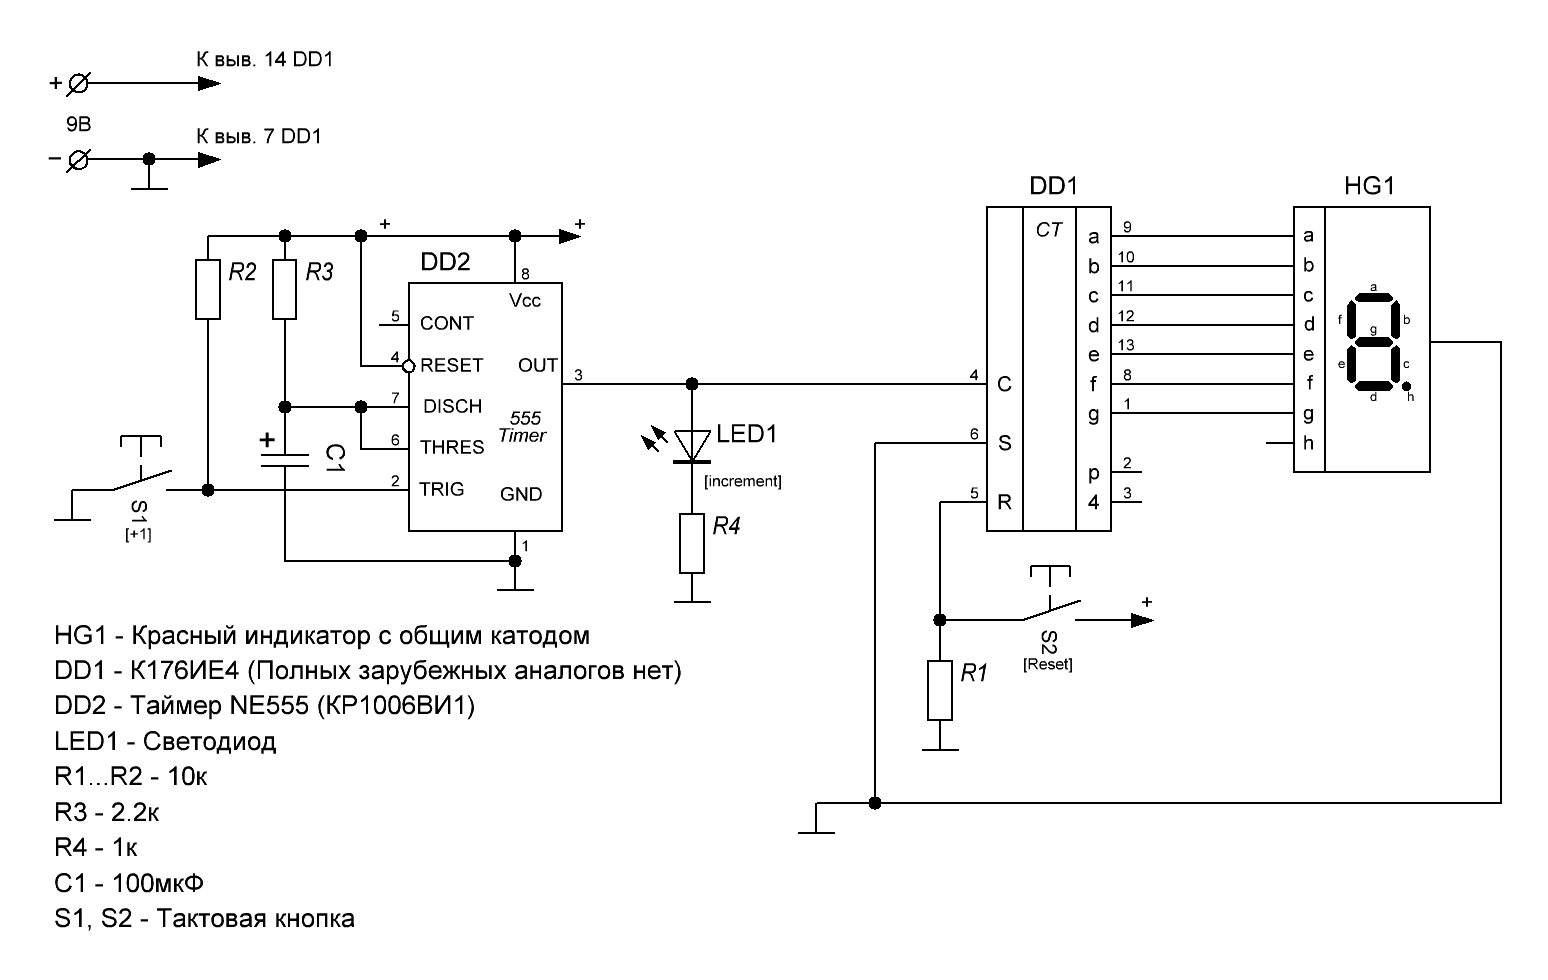 К выв. 14 DD1
+
9В
К выв. 7 DD1
−
+
+
DD2
R2
R3
8
Vcc
5
CONT
4
RESET
OUT
3
7
DISCH
555
Timer
6
THRES
2
TRIG
GND
1
+
C1
S1
[+1]
LED1
[increment]
R4
DD1
CT
4
C
6
S
5
R
a
9
b
10
c
11
d
12
e
13
f
8
g
1
p
2
4
3
HG1
a
b
c
d
e
f
g
h
a
f
b
g
e
c
d
h
+
S2
[Reset]
R1
HG1 - Красный индикатор с общим катодом
DD1 - К176ИЕ4 (Полных зарубежных аналогов нет)
DD2 - Таймер NE555 (КР1006ВИ1)
LED1 - Светодиод
R1...R2 - 10к
R3 - 2.2к
R4 - 1к
C1 - 100мкФ
S1, S2 - Тактовая кнопка